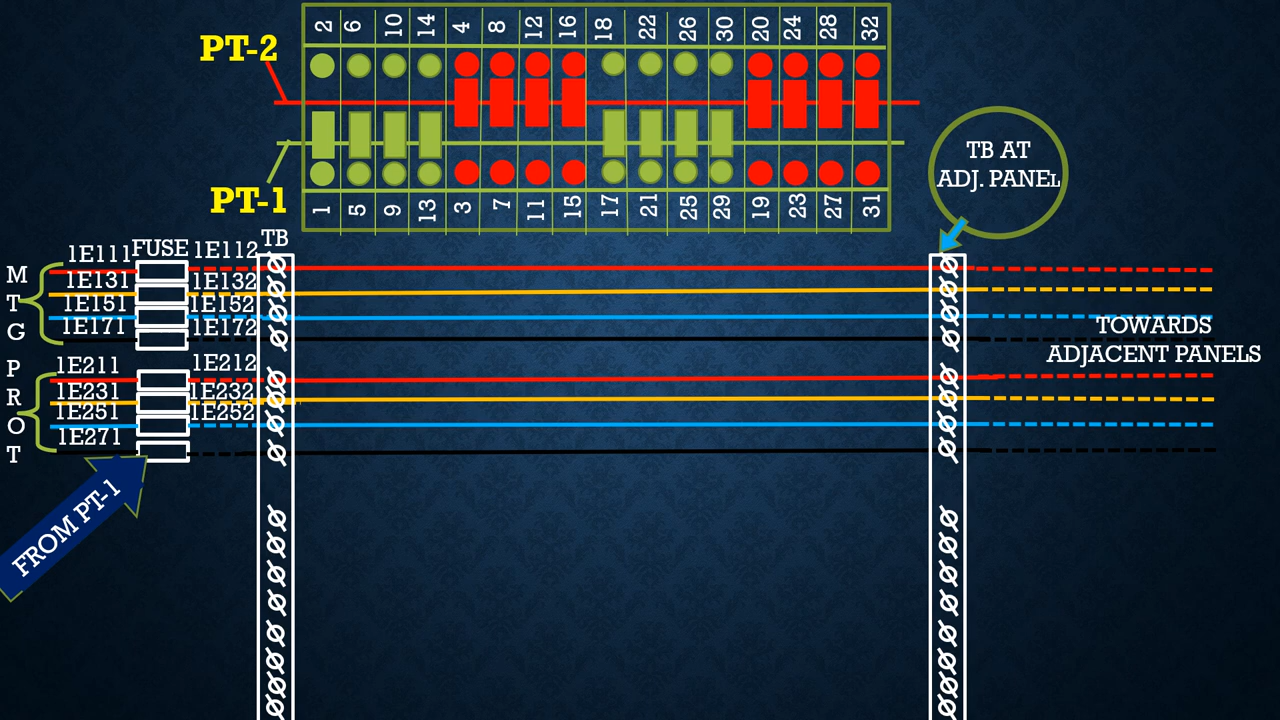 2 6 10 14 4 8 12 16 18 22 26 30 20 24 28 32
PT-2
PT-1
1 5 9 13 3 7 11 15 17 21 25 29 19 23 27 31
TB AT
ADJ. PANEL
MTG
1E111 FUSE 1E112 TB
1E131 1E132
1E151 1E152
1E171 1E172
PROT
1E211 1E212
1E231 1E232
1E251 1E252
1E271
FROM PT-1
TOWARDS
ADJACENT PANELS